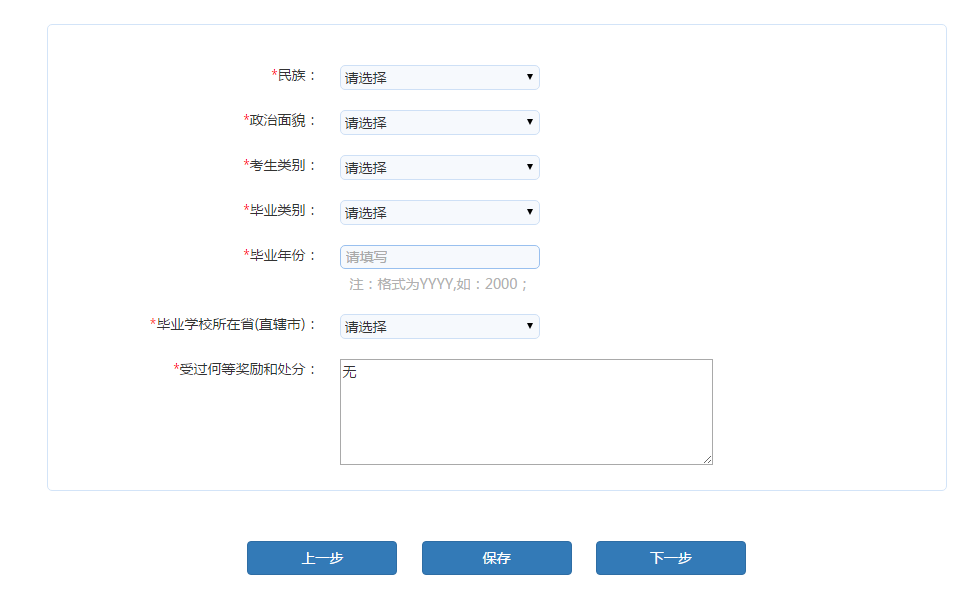 *民族： 请选择
*政治面貌： 请选择
*考生类别： 请选择
*毕业类别： 请选择
*毕业年份： 请填写
注：格式为YYYY,如：2000；
*毕业学校所在省(直辖市)： 请选择
*受过何等奖励和处分： 无
上一步 保存 下一步